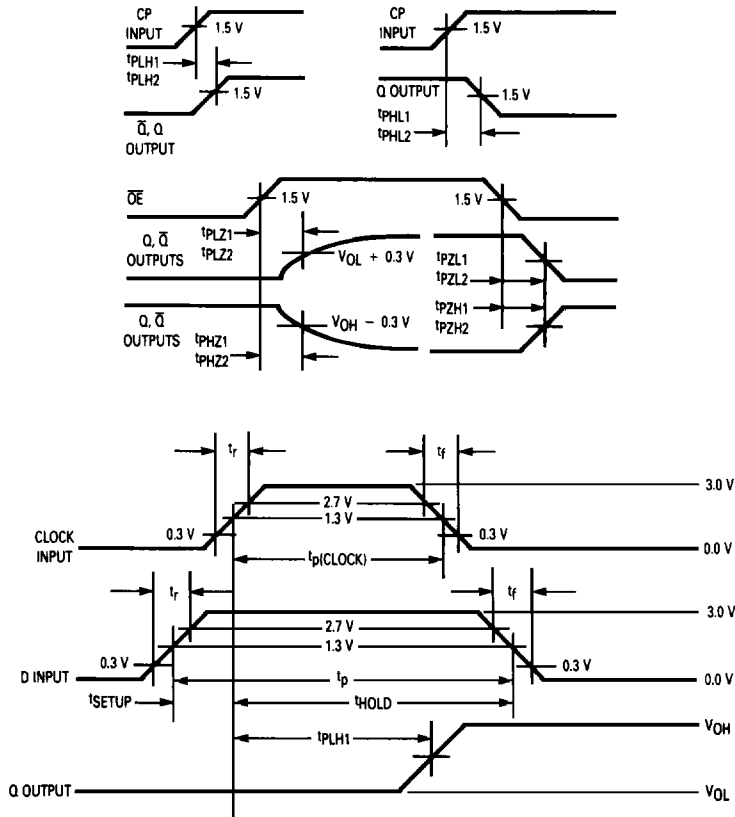 CP
INPUT
1.5 V
tPLH1
tPLH2
1.5 V
Q̅, Q
OUTPUT
CP
INPUT
1.5 V
Q OUTPUT
1.5 V
tPHL1
tPHL2
O̅E̅
1.5 V
1.5 V
tPLZ1
tPLZ2
Q, Q̅
OUTPUTS
VOL + 0.3 V
tPZL1
tPZL2
tPZH1
tPZH2
Q, Q̅
OUTPUTS
VOH − 0.3 V
tPHZ1
tPHZ2
tr
tf
3.0 V
2.7 V
1.3 V
0.3 V
0.3 V
CLOCK
INPUT
0.0 V
tp(CLOCK)
tr
tf
3.0 V
2.7 V
1.3 V
0.3 V
0.3 V
D INPUT
0.0 V
tp
tSETUP
tHOLD
tPLH1
VOH
Q OUTPUT
VOL